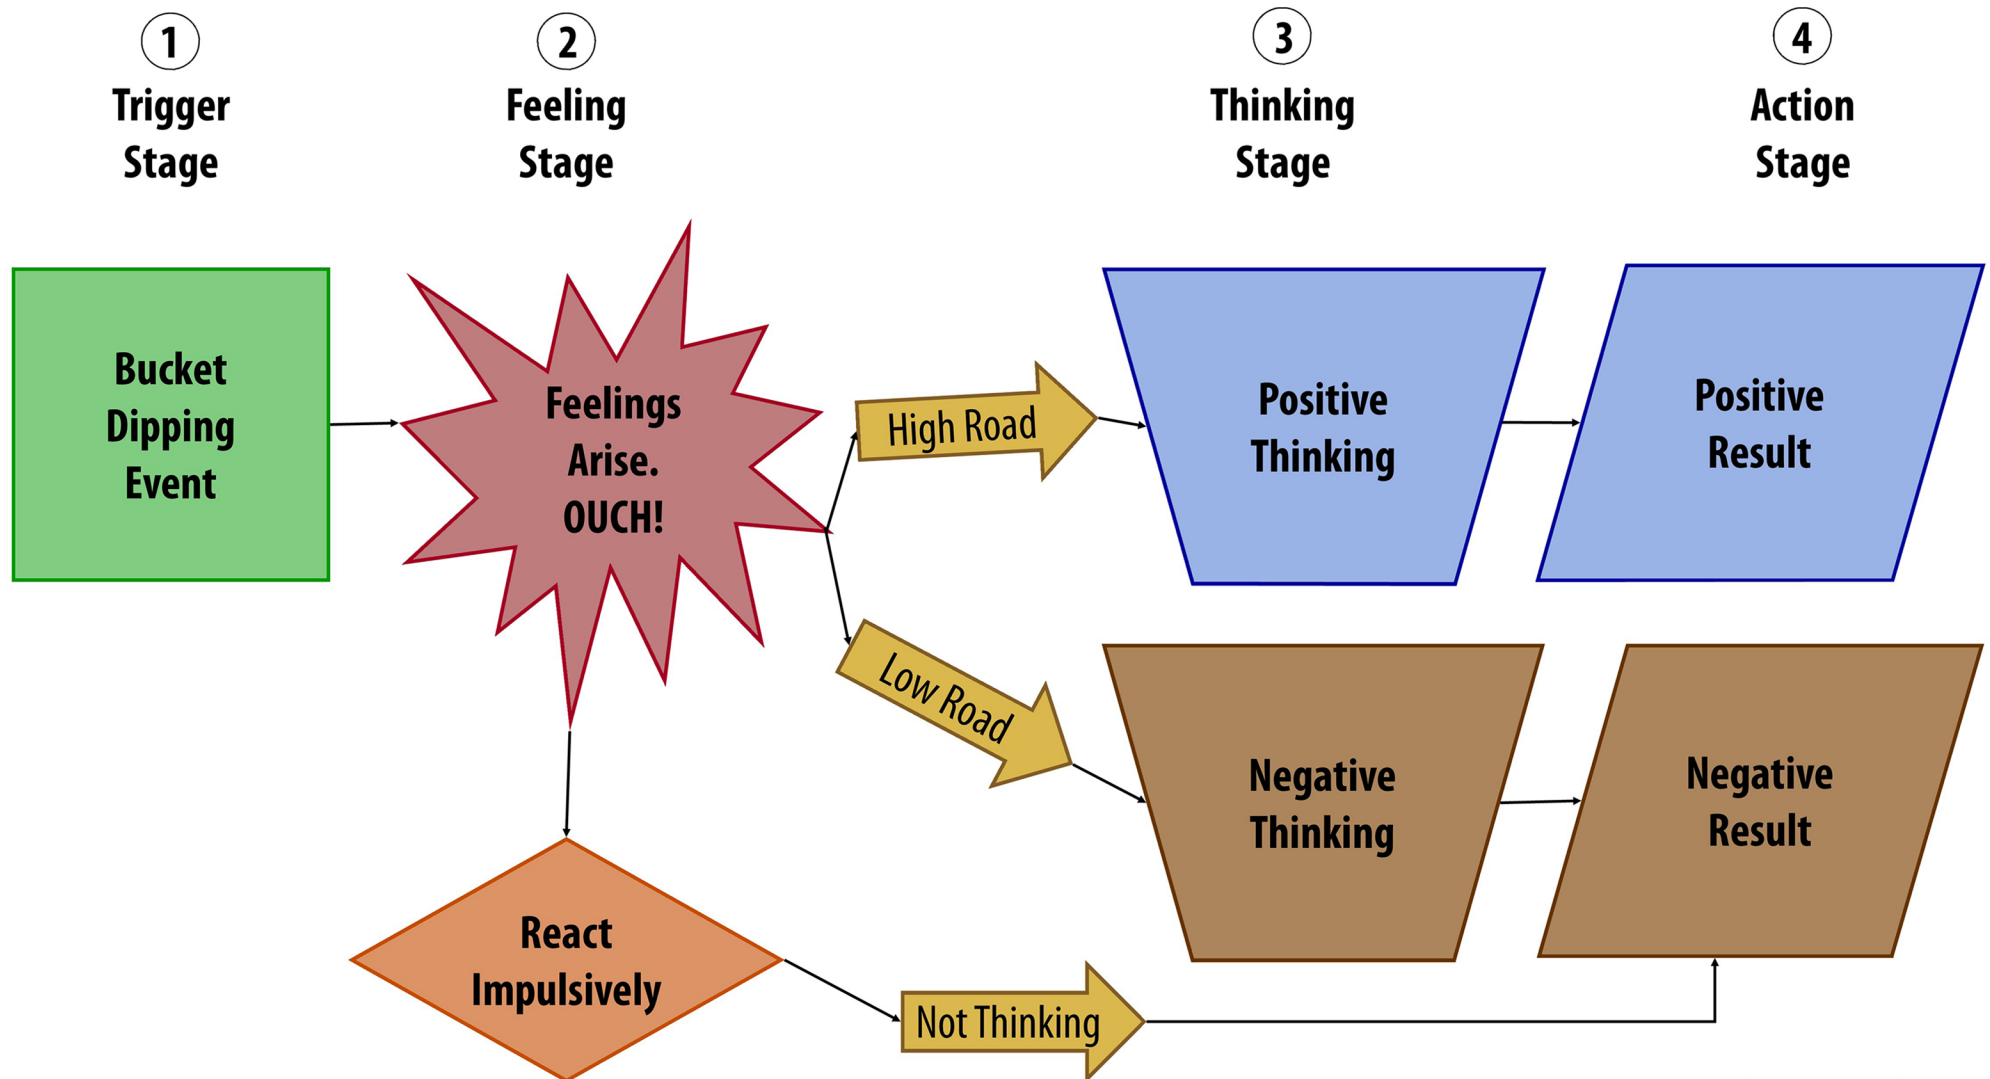 1
Trigger
Stage
2
Feeling
Stage
3
Thinking
Stage
4
Action
Stage
Bucket
Dipping
Event
Feelings
Arise.
OUCH!
High Road
Positive
Thinking
Positive
Result
Low Road
Negative
Thinking
Negative
Result
React
Impulsively
Not Thinking